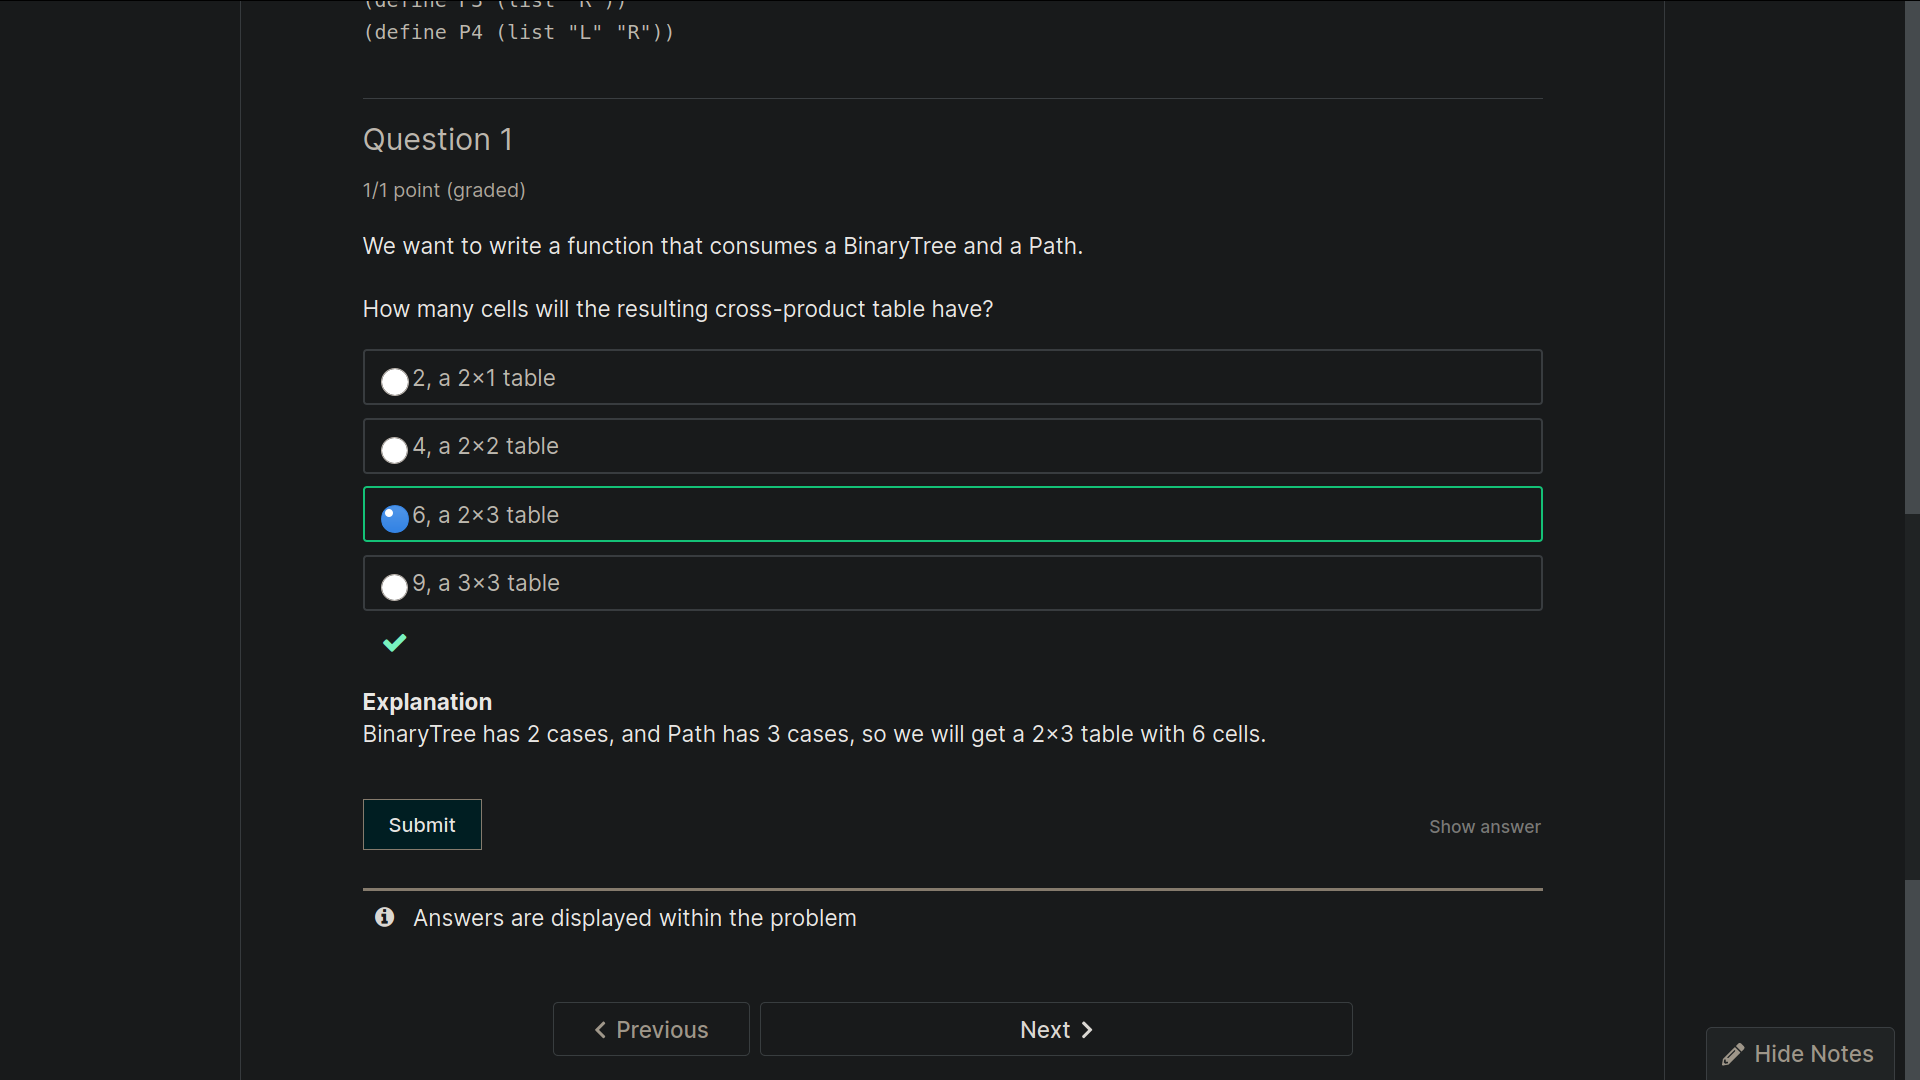 (define P3 (list "R"))
(define P4 (list "L" "R"))
Question 1
1/1 point (graded)
We want to write a function that consumes a BinaryTree and a Path.
How many cells will the resulting cross-product table have?
2, a 2×1 table
4, a 2×2 table
6, a 2×3 table
9, a 3×3 table
Explanation
BinaryTree has 2 cases, and Path has 3 cases, so we will get a 2×3 table with 6 cells.
Submit
Show answer
Answers are displayed within the problem
Previous
Next
Hide Notes